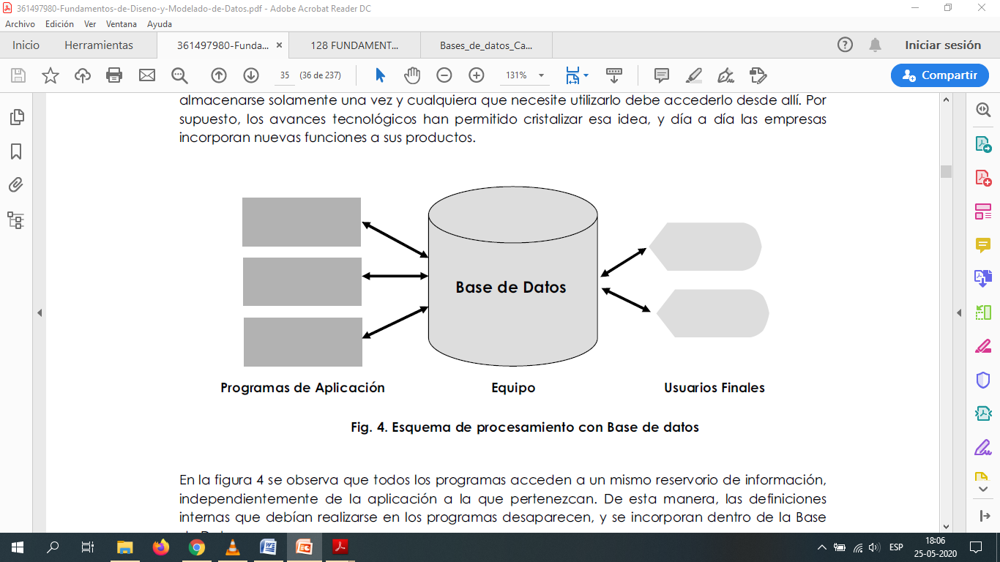 361497980-Fundamentos-de-Diseno-y-Modelado-de-Datos.pdf - Adobe Acrobat Reader DC
Archivo Edición Ver Ventana Ayuda
Inicio Herramientas 361497980-Funda... 128 FUNDAMENT... Bases_de_datos_Ca... Iniciar sesión
35 (36 de 237) 131% Compartir
almacenarse solamente una vez y cualquiera que necesite utilizarlo debe accederlo desde allí. Por
supuesto, los avances tecnológicos han permitido cristalizar esa idea, y día a día las empresas
incorporan nuevas funciones a sus productos.
Base de Datos
Programas de Aplicación Equipo Usuarios Finales
Fig. 4. Esquema de procesamiento con Base de datos
En la figura 4 se observa que todos los programas acceden a un mismo reservorio de información,
independientemente de la aplicación a la que pertenezcan. De esta manera, las definiciones
internas que debían realizarse en los programas desaparecen, y se incorporan dentro de la Base
ESP 18:06
25-05-2020